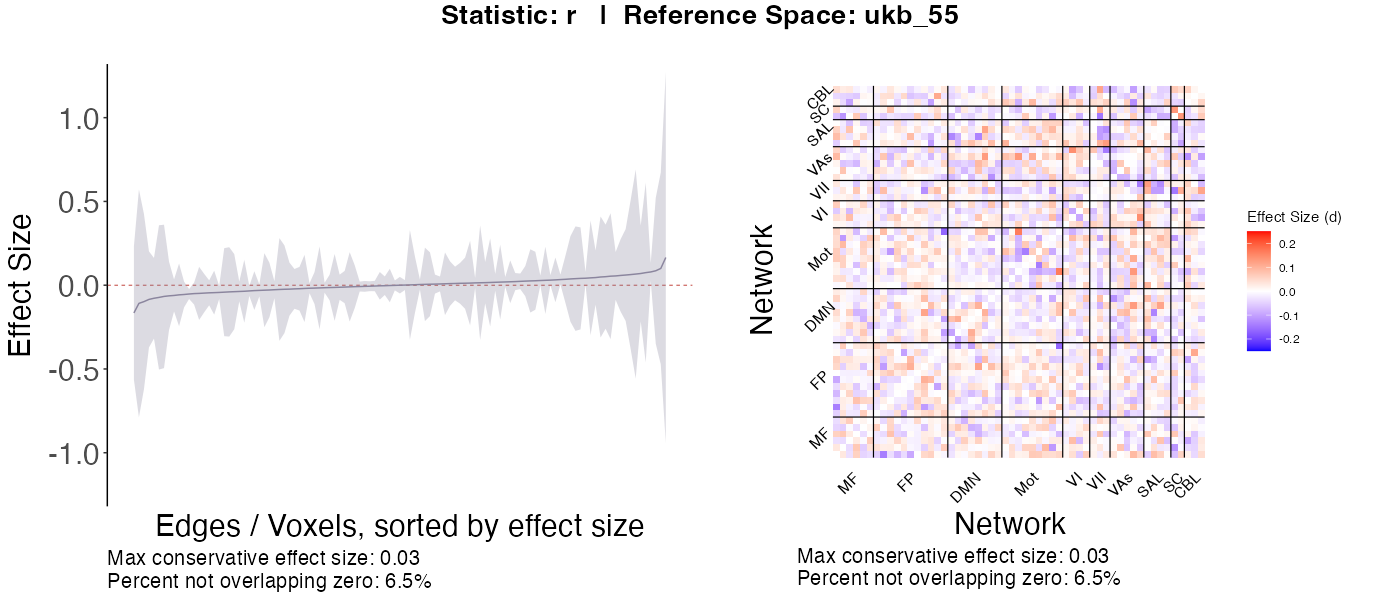 Statistic: r   |  Reference Space: ukb_55
Effect Size
1.0
0.5
0.0
-0.5
-1.0
Edges / Voxels, sorted by effect size
Max conservative effect size: 0.03
Percent not overlapping zero: 6.5%
Network
CBL
SC
SAL
VAs
VII
VI
Mot
DMN
FP
MF
MF
FP
DMN
Mot
VI
VII
VAs
SAL
SC
CBL
Network
Max conservative effect size: 0.03
Percent not overlapping zero: 6.5%
Effect Size (d)
0.2
0.1
0.0
-0.1
-0.2